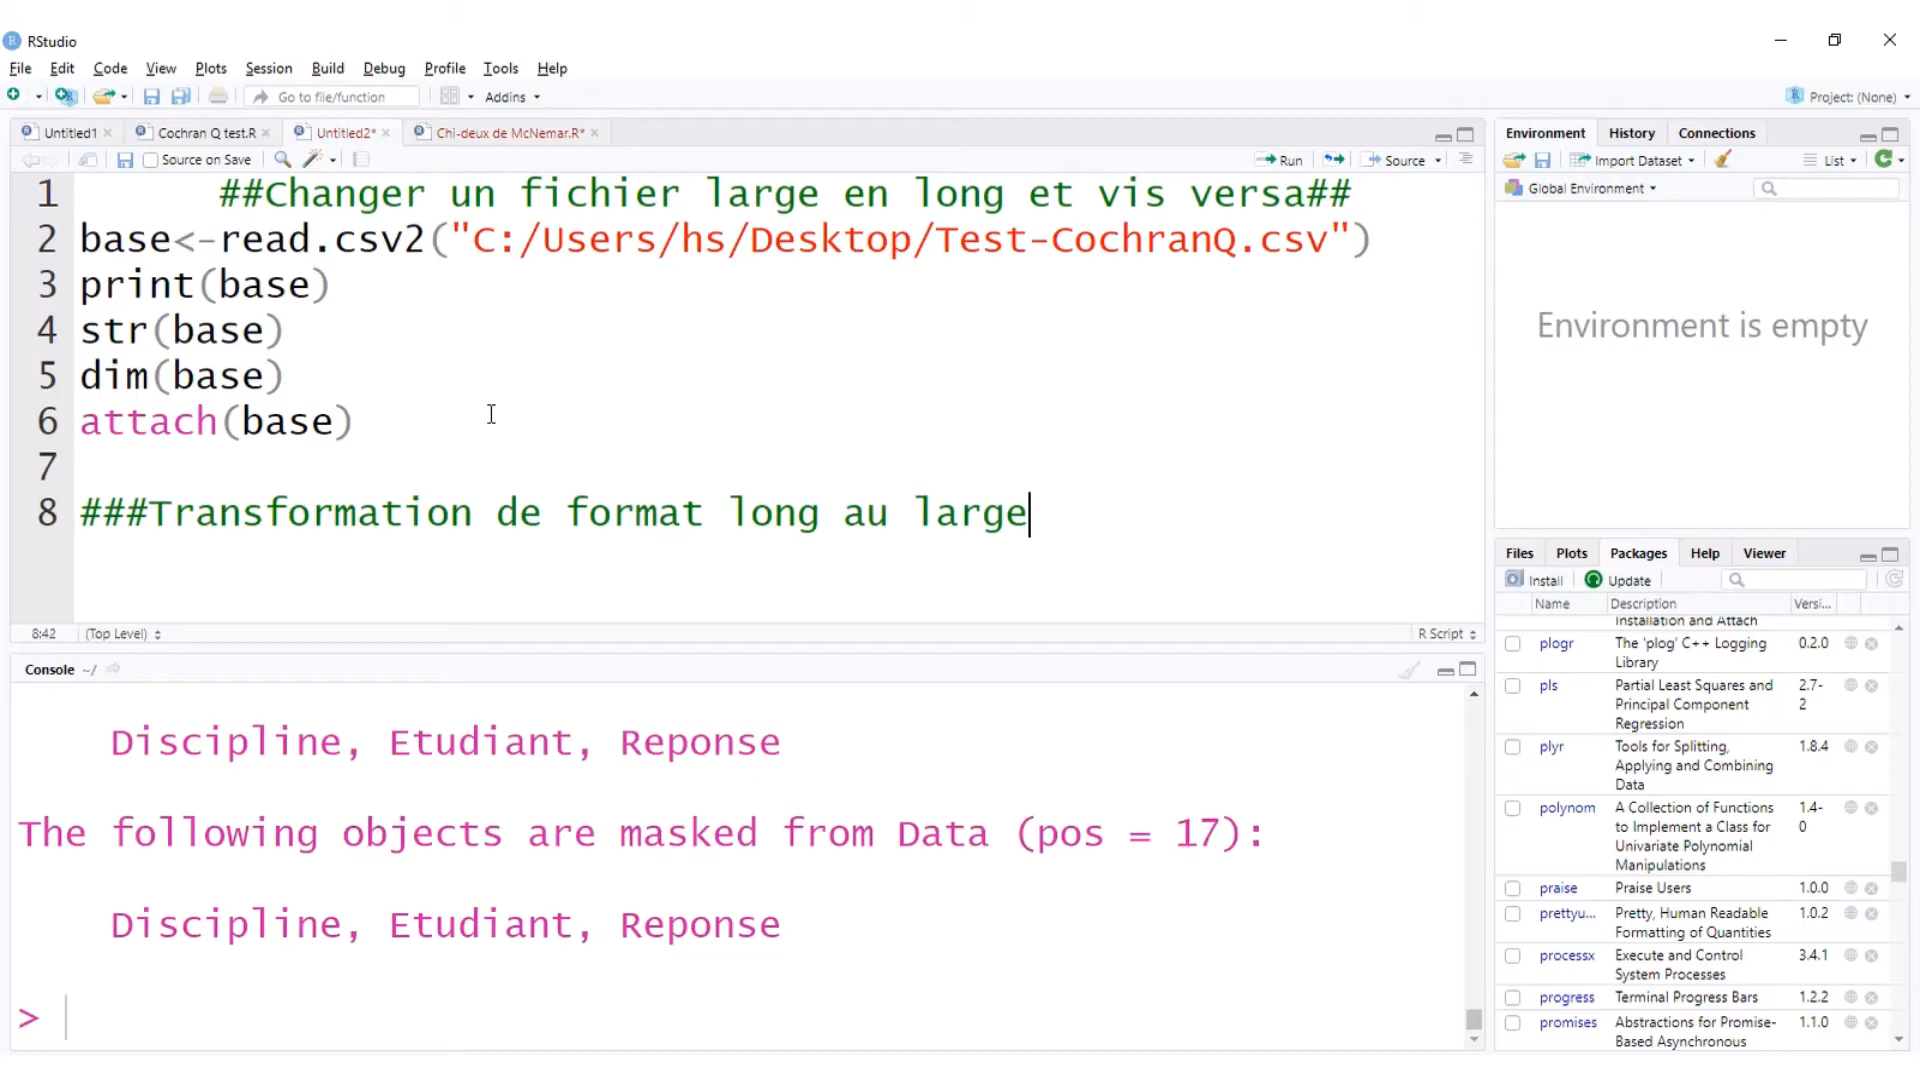 RStudio
File Edit Code View Plots Session Build Debug Profile Tools Help
Go to file/function Addins Project: (None)
Untitled1 Cochran Q test.R Untitled2* Chi-deux de McNemar.R*
Source on Save Run Source
1 ##Changer un fichier large en long et vis versa##
2 base<-read.csv2("C:/Users/hs/Desktop/Test-CochranQ.csv")
3 print(base)
4 str(base)
5 dim(base)
6 attach(base)
7
8 ###Transformation de format long au large
8:42 (Top Level) R Script
Console ~/
Discipline, Etudiant, Reponse
The following objects are masked from Data (pos = 17):
Discipline, Etudiant, Reponse
>
Environment History Connections
Import Dataset List
Global Environment
Environment is empty
Files Plots Packages Help Viewer
Install Update
Name Description Versi...
Installation and Attach
plogr The 'plog' C++ Logging 0.2.0
Library
pls Partial Least Squares and 2.7-
Principal Component 2
Regression
plyr Tools for Splitting, 1.8.4
Applying and Combining
Data
polynom A Collection of Functions 1.4-
to Implement a Class for 0
Univariate Polynomial
Manipulations
praise Praise Users 1.0.0
prettyu... Pretty, Human Readable 1.0.2
Formatting of Quantities
processx Execute and Control 3.4.1
System Processes
progress Terminal Progress Bars 1.2.2
promises Abstractions for Promise- 1.1.0
Based Asynchronous